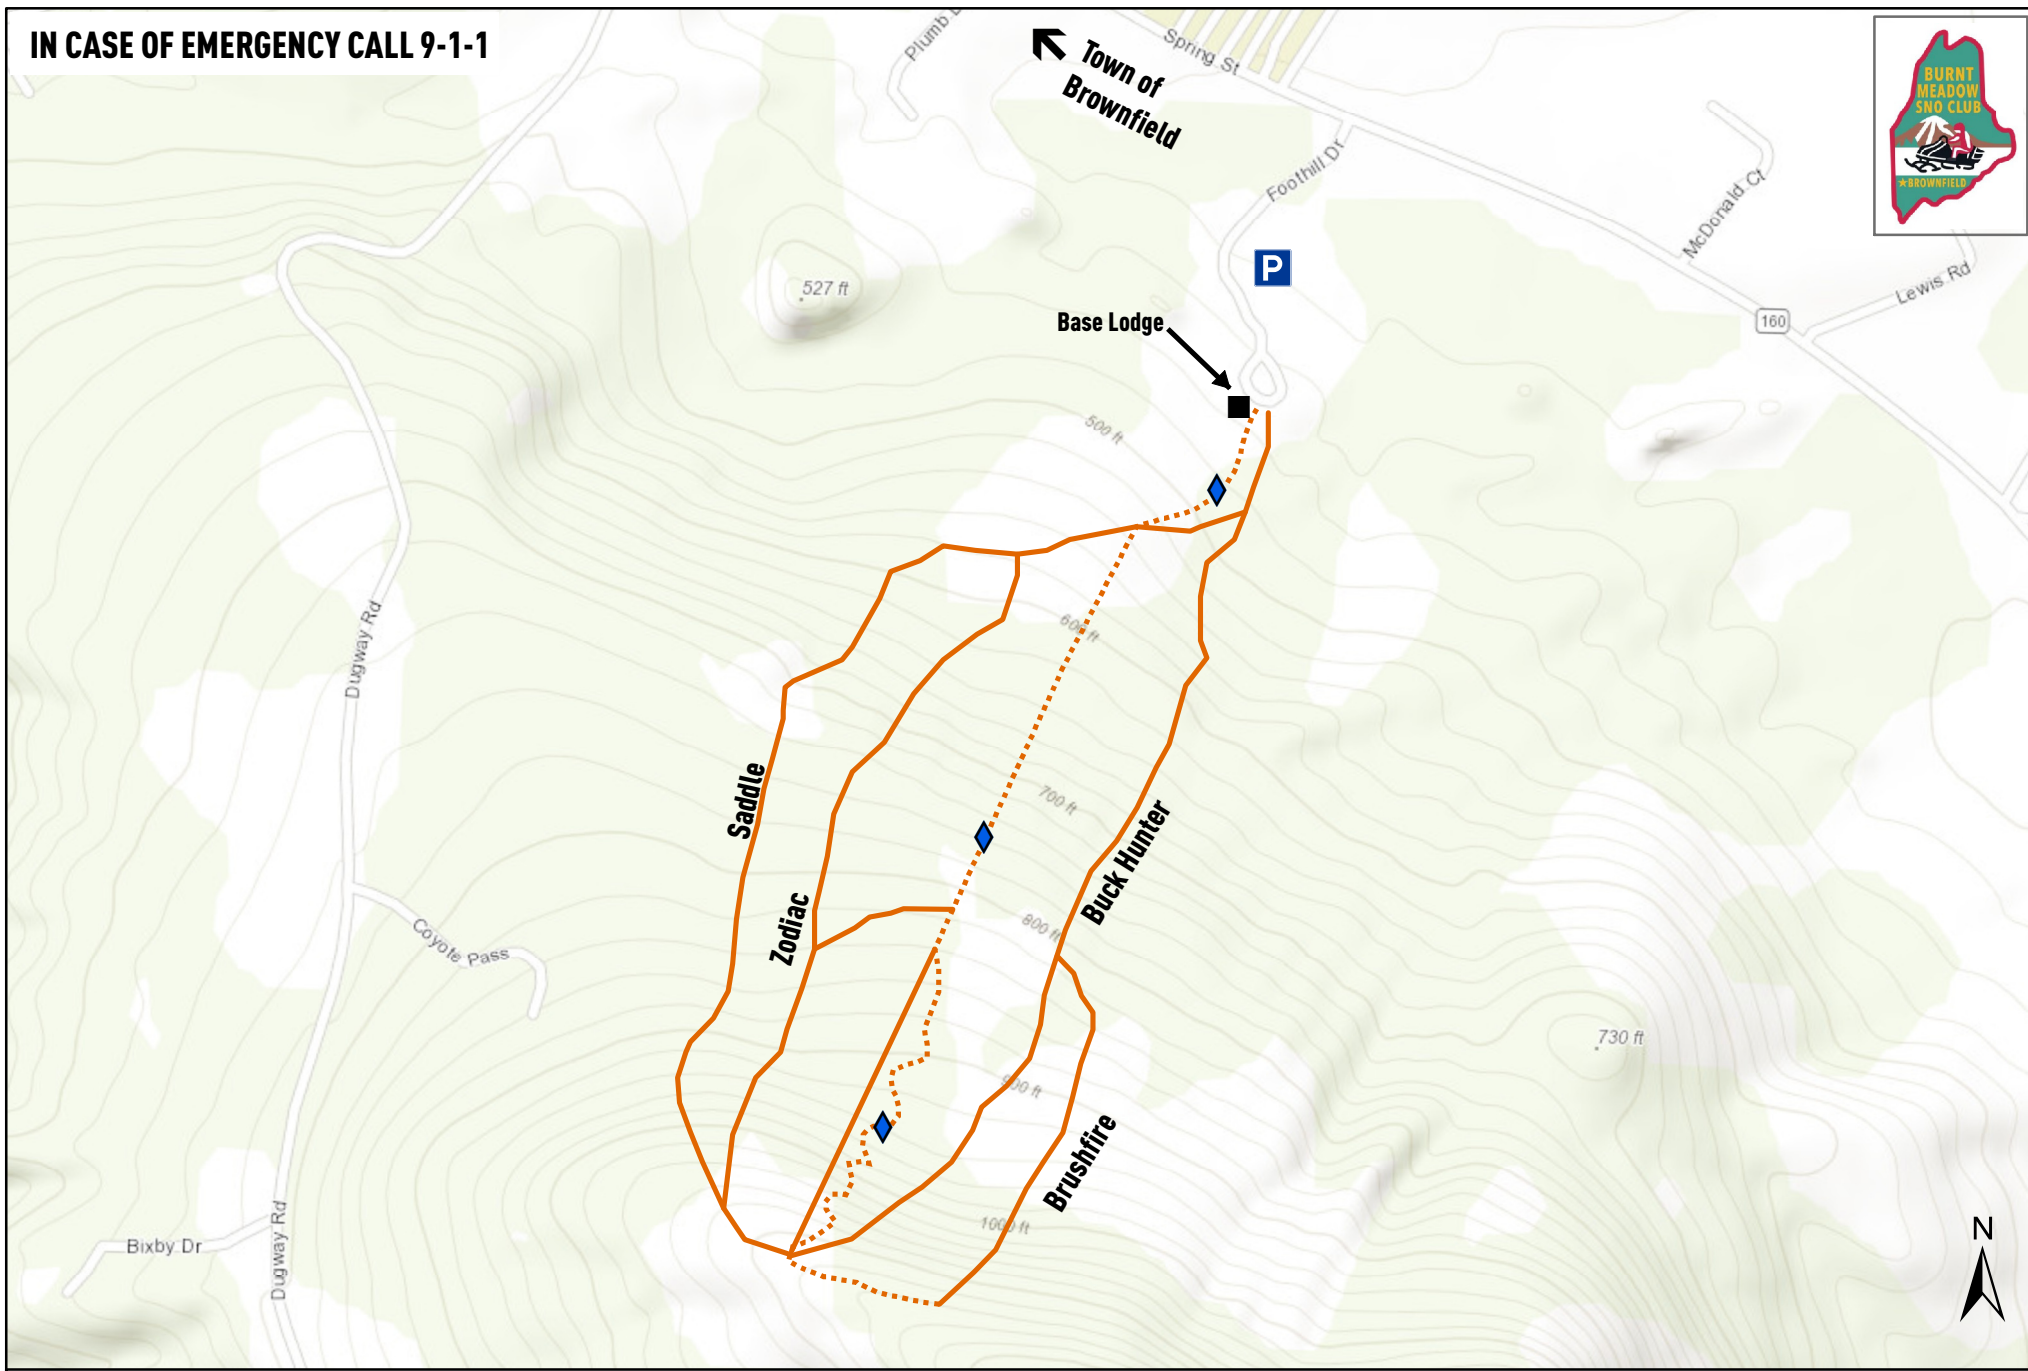 IN CASE OF EMERGENCY CALL 9-1-1
Spring St
Town of
Brownfield
BURNT
MEADOW
SNO CLUB
★BROWNFIELD
Foothill Dr
McDonald Ct
P
Lewis Rd
527 ft
Base Lodge
160
500 ft
600 ft
Dugway Rd
Saddle
700 ft
Buck Hunter
Zodiac
800 ft
Coyote Pass
730 ft
900 ft
Brushfire
1000 ft
Bixby Dr
Dugway Rd
N